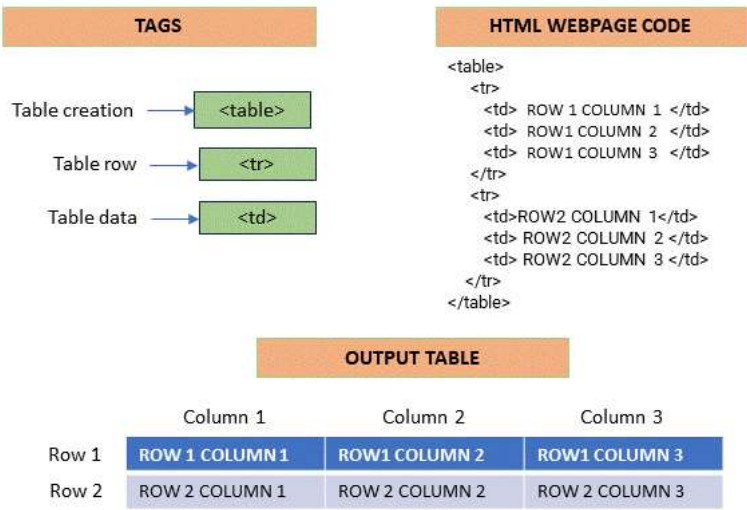 TAGS
Table creation <table>
Table row <tr>
Table data <td>
HTML WEBPAGE CODE
<table>
<tr>
<td> ROW 1 COLUMN 1 </td>
<td> ROW1 COLUMN 2 </td>
<td> ROW1 COLUMN 3 </td>
</tr>
<tr>
<td>ROW2 COLUMN 1</td>
<td> ROW2 COLUMN 2 </td>
<td> ROW2 COLUMN 3 </td>
</tr>
</table>
OUTPUT TABLE
Column 1 Column 2 Column 3
Row 1 ROW 1 COLUMN 1 ROW1 COLUMN 2 ROW1 COLUMN 3
Row 2 ROW 2 COLUMN 1 ROW 2 COLUMN 2 ROW 2 COLUMN 3